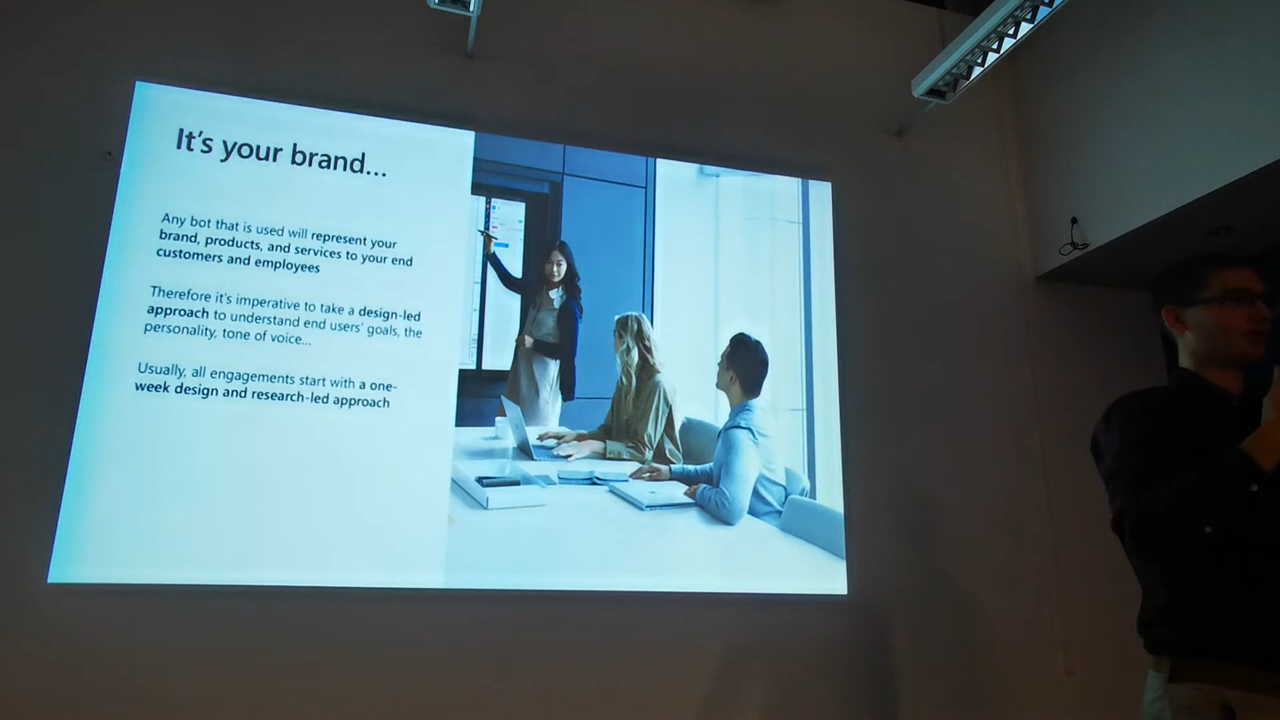 It's your brand...
Any bot that is used will represent your
brand, products, and services to your end
customers and employees
Therefore it's imperative to take a design-led
approach to understand end users' goals, the
personality, tone of voice...
Usually, all engagements start with a one-
week design and research-led approach